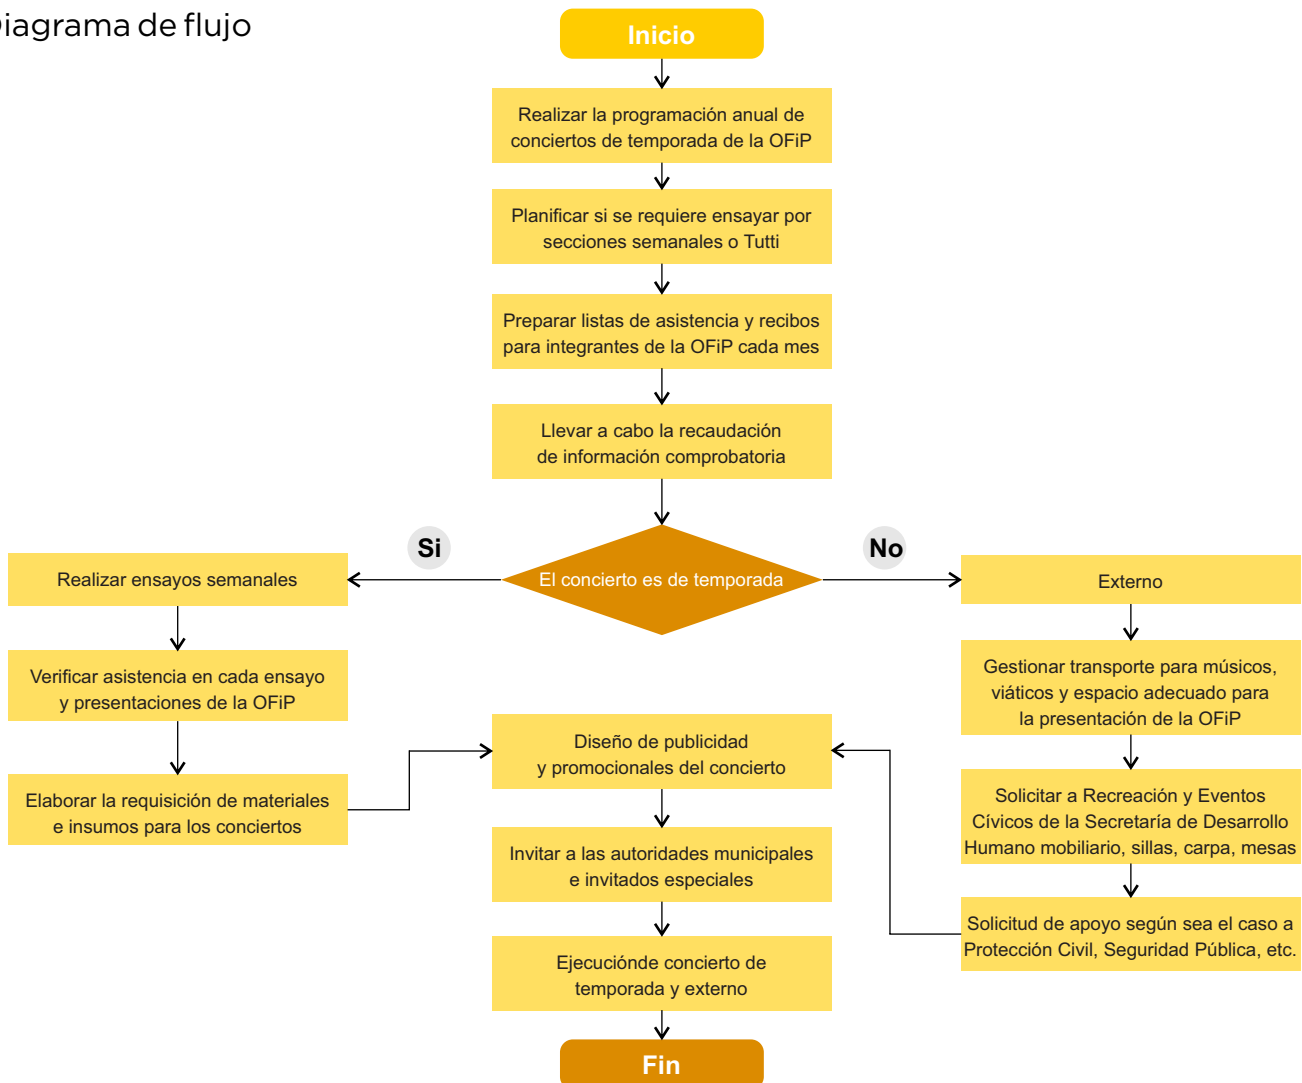 Diagrama de flujo
Inicio
Realizar la programación anual de
conciertos de temporada de la OFiP
Planificar si se requiere ensayar por
secciones semanales o Tutti
Preparar listas de asistencia y recibos
para integrantes de la OFiP cada mes
Llevar a cabo la recaudación
de información comprobatoria
El concierto es de temporada
Si
Realizar ensayos semanales
Verificar asistencia en cada ensayo
y presentaciones de la OFiP
Elaborar la requisición de materiales
e insumos para los conciertos
No
Externo
Gestionar transporte para músicos,
viáticos y espacio adecuado para
la presentación de la OFiP
Solicitar a Recreación y Eventos
Cívicos de la Secretaría de Desarrollo
Humano mobiliario, sillas, carpa, mesas
Solicitud de apoyo según sea el caso a
Protección Civil, Seguridad Pública, etc.
Diseño de publicidad
y promocionales del concierto
Invitar a las autoridades municipales
e invitados especiales
Ejecuciónde concierto de
temporada y externo
Fin